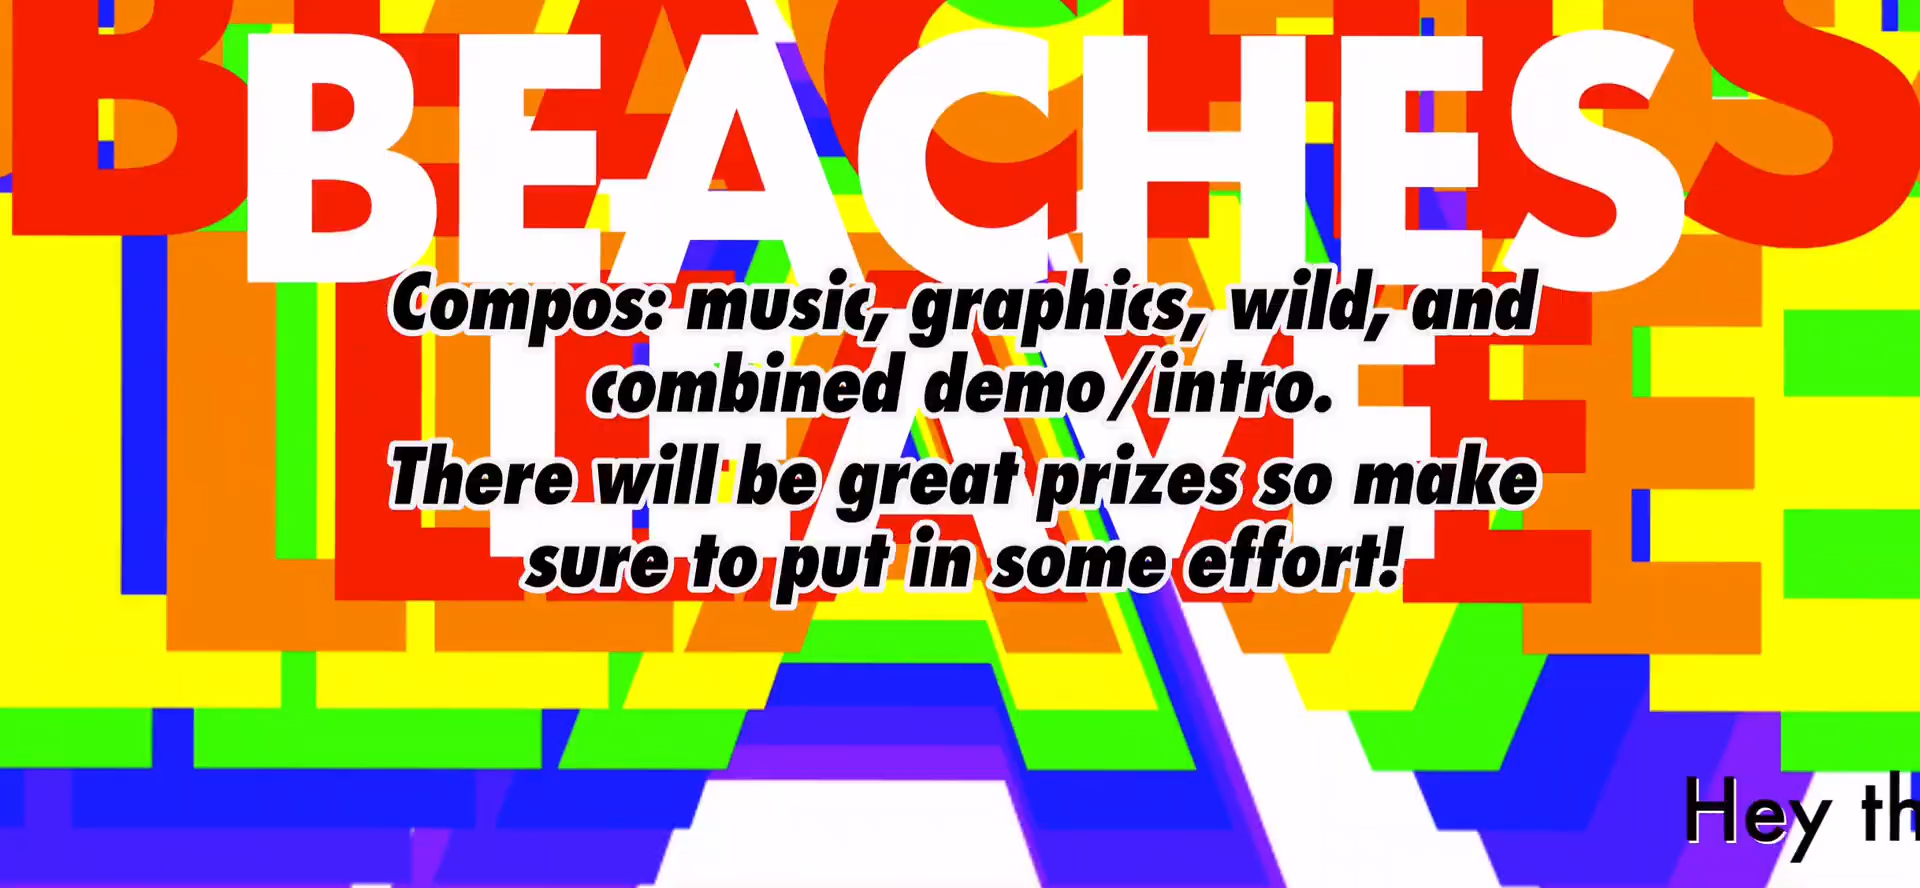 BEACHES
LEAVE
Compos: music, graphics, wild, and
combined demo/intro.
There will be great prizes so make
sure to put in some effort!
Hey th